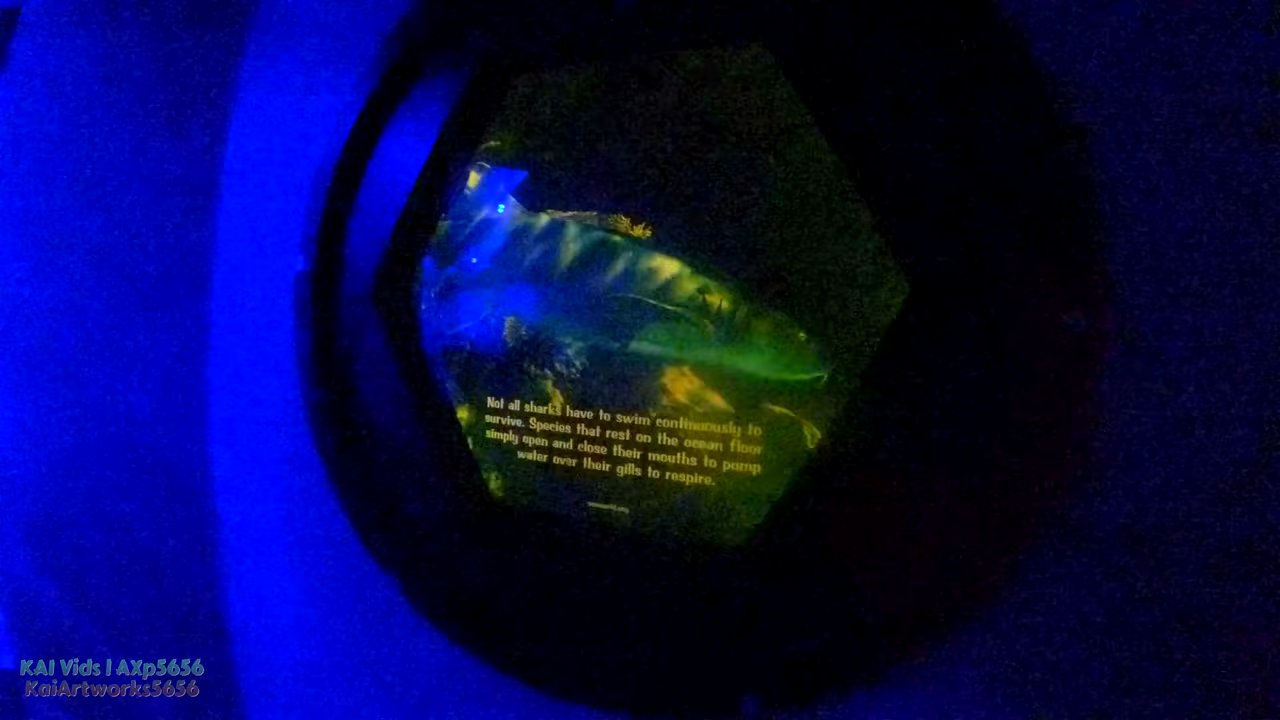 Not all sharks have to swim continuously to
survive. Species that rest on the ocean floor
simply open and close their mouths to pump
water over their gills to respire.
KAI Vids | AXp5656
KaiArtworks5656